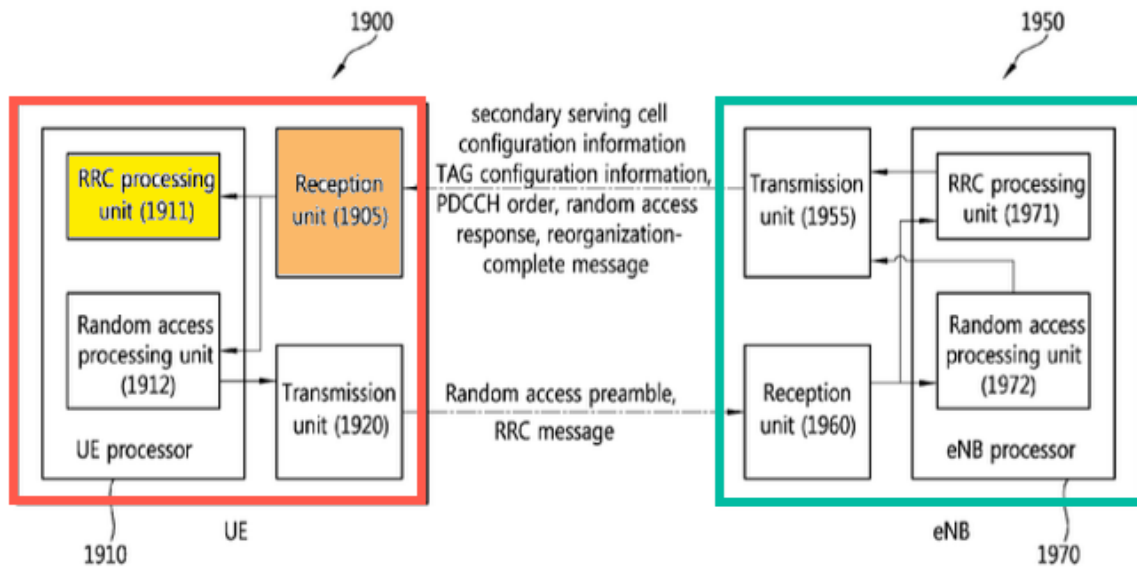 1900
1950
secondary serving cell
configuration information
TAG configuration information,
PDCCH order, random access
response, reorganization-
complete message
RRC processing
unit (1911)
Reception
unit (1905)
Transmission
unit (1955)
RRC processing
unit (1971)
Random access
processing unit
(1912)
Transmission
unit (1920)
Random access preamble,
RRC message
Reception
unit (1960)
Random access
processing unit
(1972)
UE processor
eNB processor
1910
UE
eNB
1970